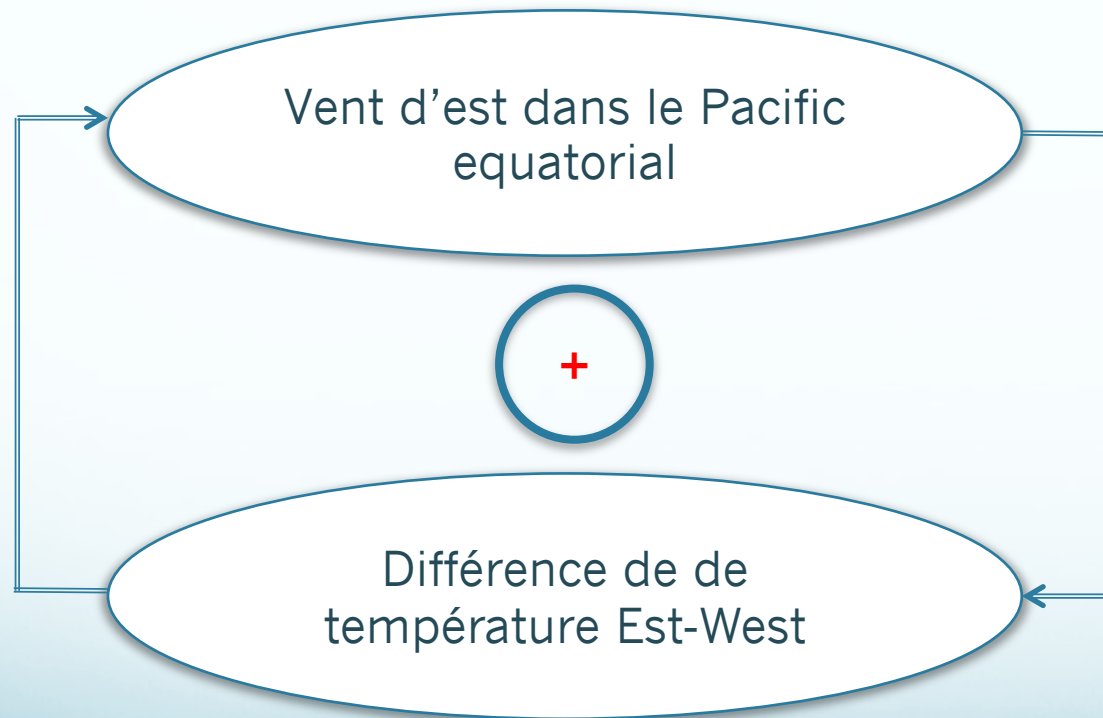 Vent d’est dans le Pacific
equatorial
+
Différence de de
température Est-West